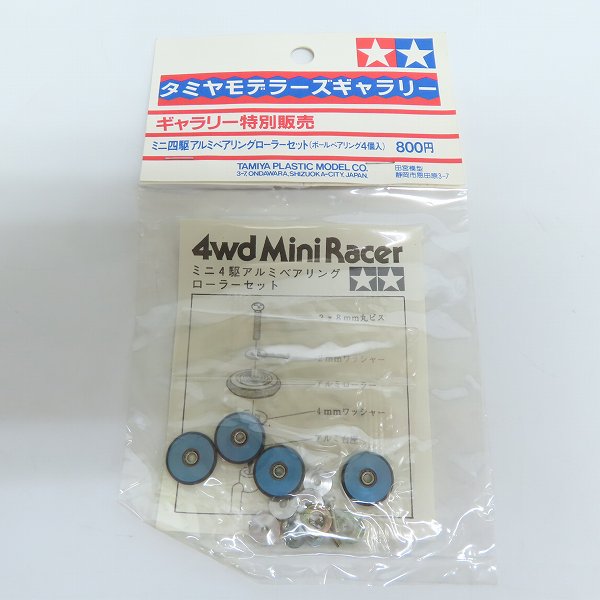 タミヤモデラーズギャラリー
ギャラリー特別販売
ミニ四駆アルミベアリングローラーセット(ボールベアリング4個入) 800円
TAMIYA PLASTIC MODEL CO.
3-7, ONDAWARA, SHIZUOKA-CITY, JAPAN.
田宮模型
静岡市恩田原3-7
4wd Mini Racer
ミニ4駆アルミベアリング
ローラーセット
2×8mm丸ビス
2mmワッシャー
アルミローラー
4mmワッシャー
アルミ台座